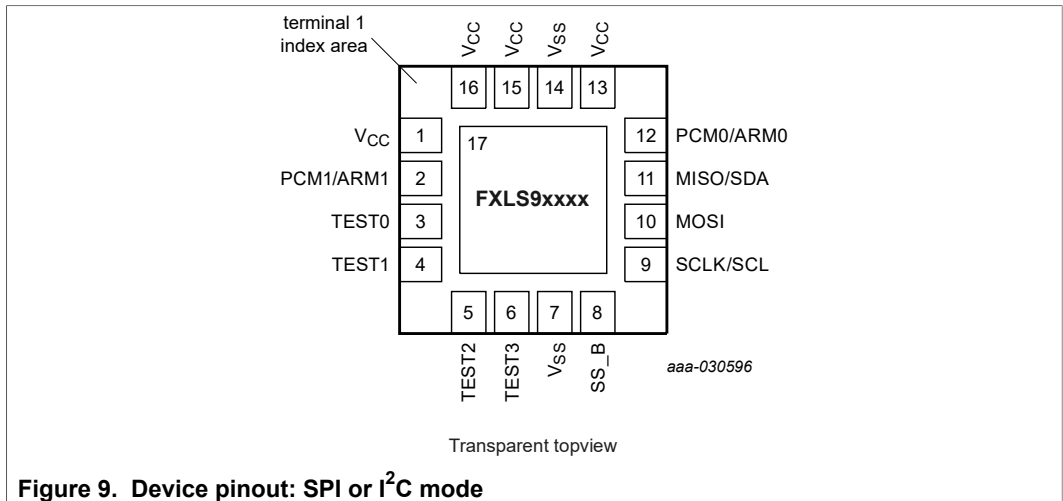 terminal 1
index area
VCC
VCC
VSS
VCC
16
15
14
13
VCC
1
PCM1/ARM1
2
TEST0
3
TEST1
4
17
FXLS9xxxx
12
PCM0/ARM0
11
MISO/SDA
10
MOSI
9
SCLK/SCL
5
6
7
8
TEST2
TEST3
VSS
SS_B
aaa-030596
Transparent topview
Figure 9. Device pinout: SPI or I²C mode